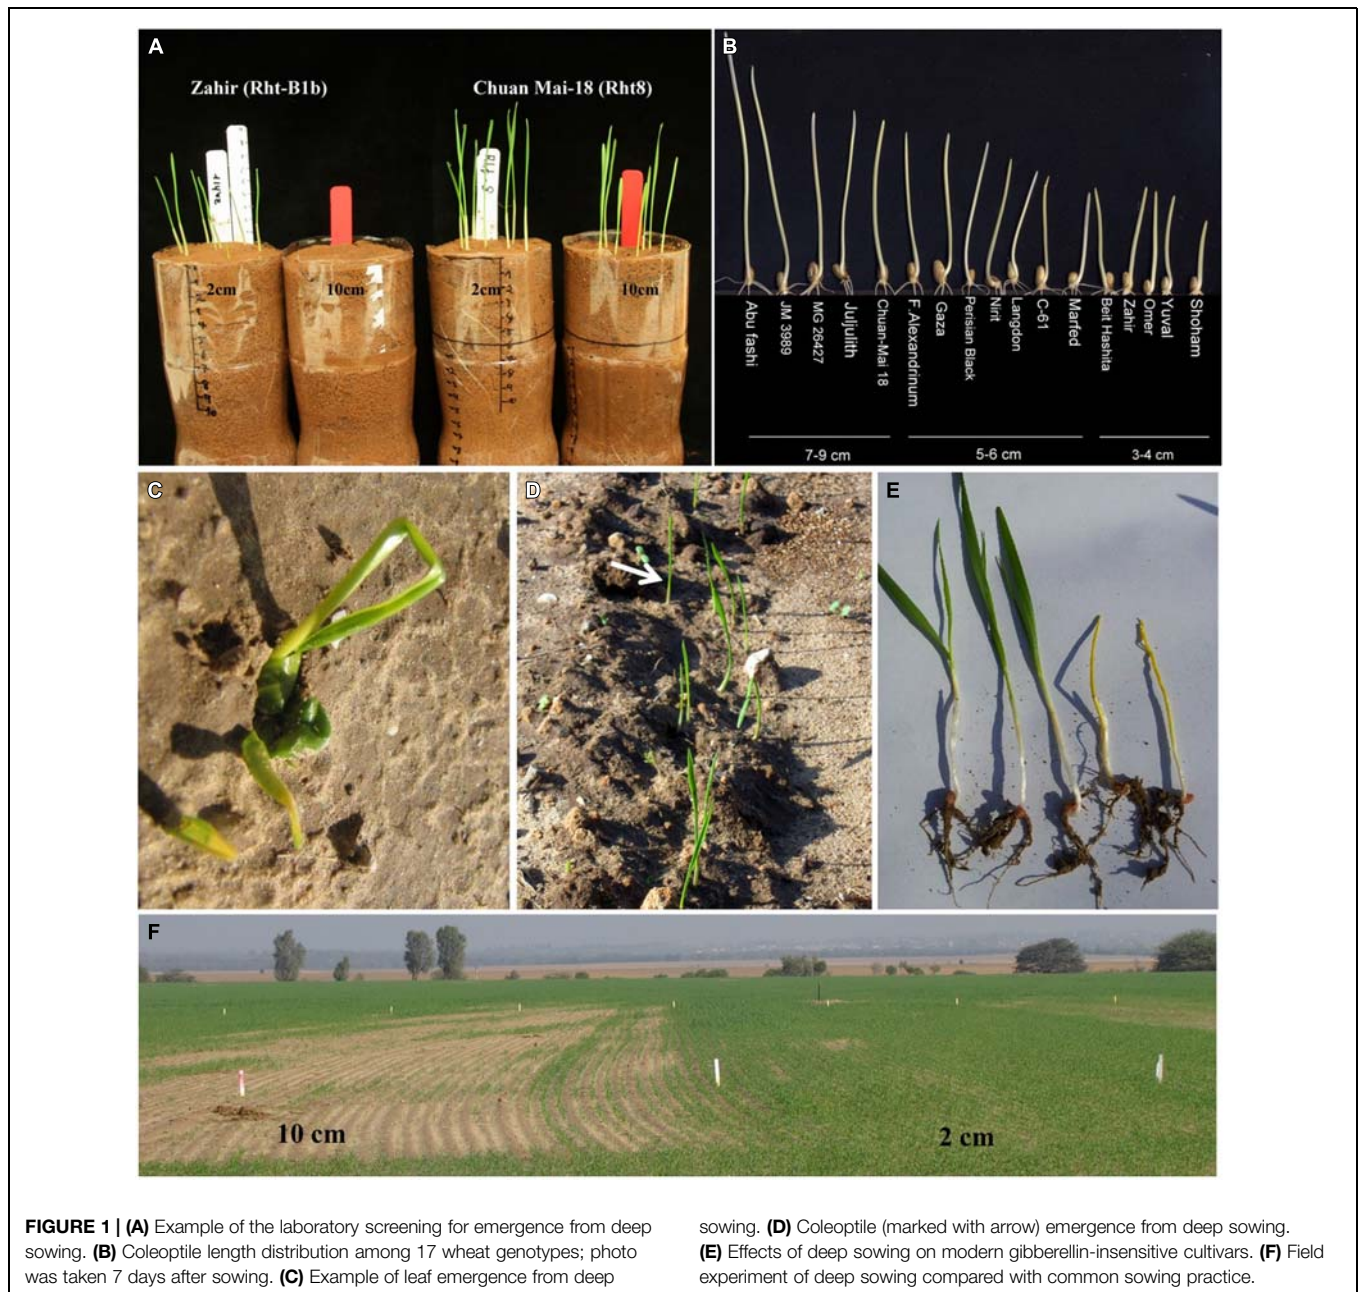 A
Zahir (Rht-B1b)
Chuan Mai-18 (Rht8)
2cm
10cm
2cm
10cm
B
Abu fashi
JM 3989
MG 26427
Juljulith
Chuan-Mai 18
F.Alexandrinum
Gaza
Perisian Black
Nirit
Langdon
C-61
Marfed
Beit Hashita
Zahir
Omer
Yuval
Shoham
7-9 cm
5-6 cm
3-4 cm
C
D
E
F
10 cm
2 cm
FIGURE 1 | (A) Example of the laboratory screening for emergence from deep
sowing. (B) Coleoptile length distribution among 17 wheat genotypes; photo
was taken 7 days after sowing. (C) Example of leaf emergence from deep
sowing. (D) Coleoptile (marked with arrow) emergence from deep sowing.
(E) Effects of deep sowing on modern gibberellin-insensitive cultivars. (F) Field
experiment of deep sowing compared with common sowing practice.